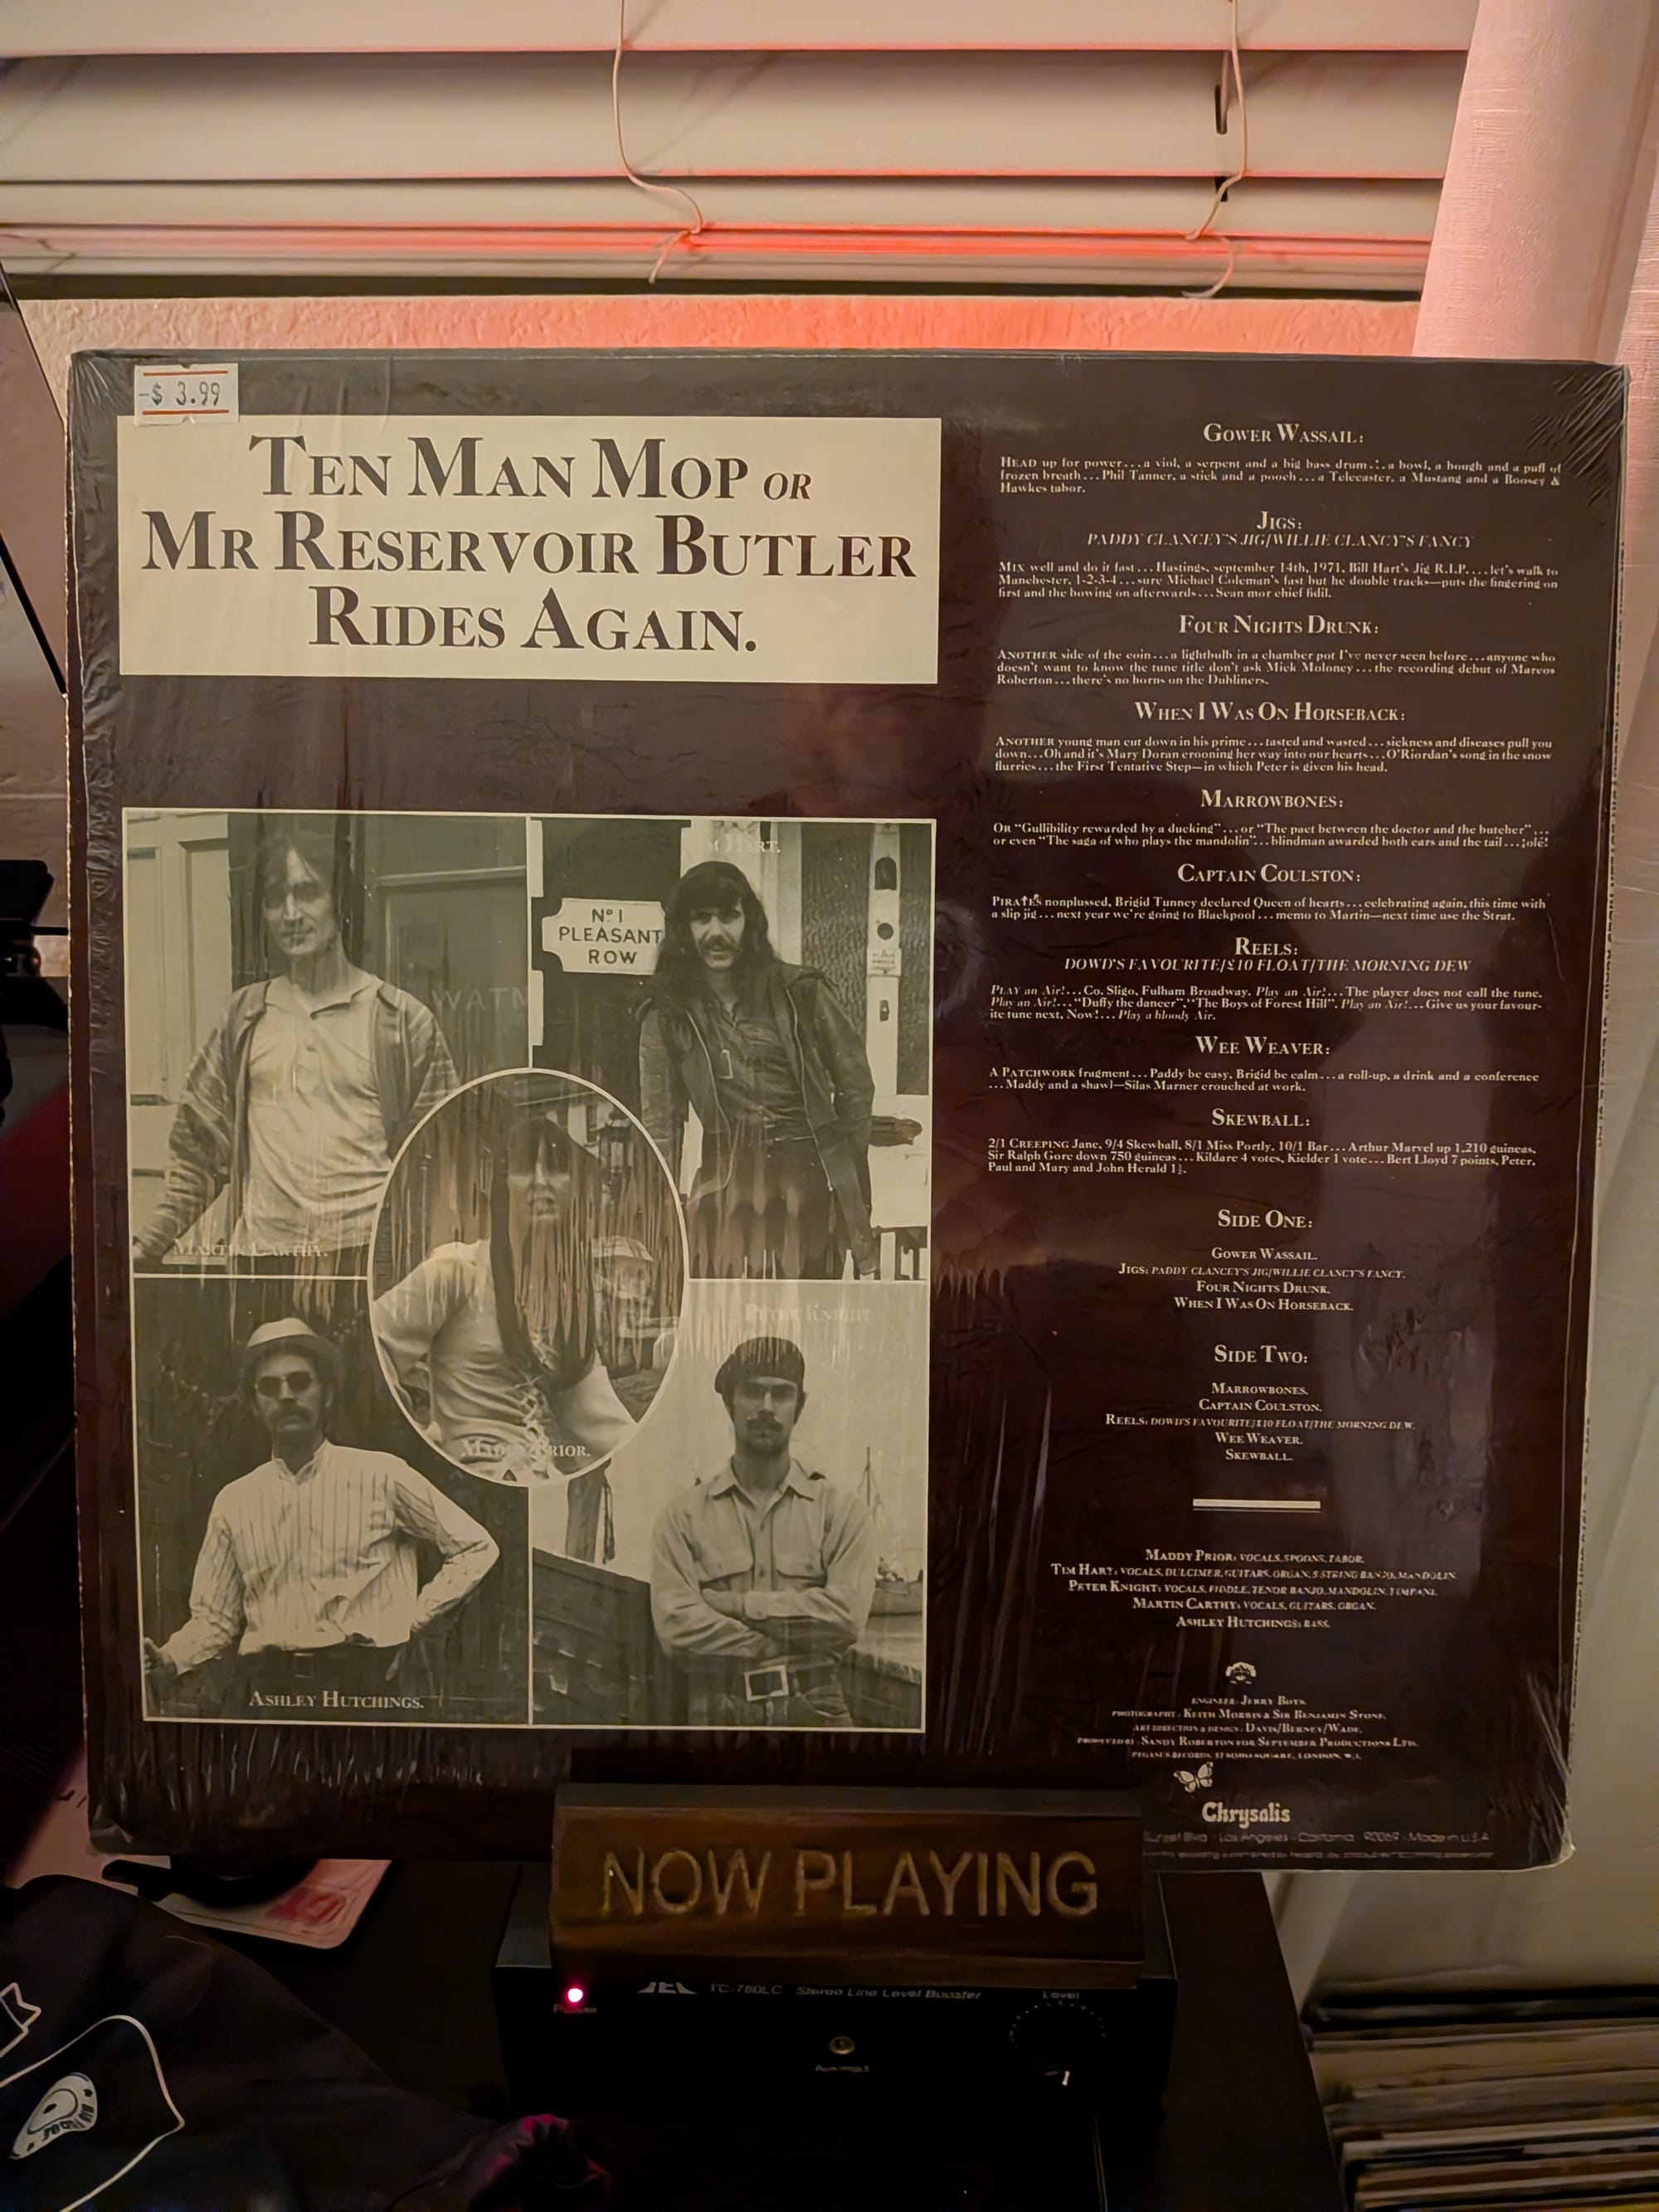 -$ 3.99
TEN MAN MOP OR
MR RESERVOIR BUTLER
RIDES AGAIN.
M HART.
Nº 1
PLEASANT
ROW
WATN
MARTIN CARTHY.
MADDY PRIOR.
PETER KNIGHT
ASHLEY HUTCHINGS.
GOWER WASSAIL:
HEAD up for power...a viol, a serpent and a big bass drum...a bowl, a bough and a puff of
frozen breath...Phil Tanner, a stick and a pooch...a Telecaster, a Mustang and a Boosey &
Hawkes tabor.
JIGS:
PADDY CLANCEY'S JIG/WILLIE CLANCY'S FANCY
MIX well and do it fast...Hastings, september 14th, 1971, Bill Hart's Jig R.I.P....let's walk to
Manchester, 1-2-3-4...sure Michael Coleman's fast but he double tracks—puts the fingering on
first and the bowing on afterwards...Sean mor chief fidil.
FOUR NIGHTS DRUNK:
ANOTHER side of the coin...a lightbulb in a chamber pot I've never seen before...anyone who
doesn't want to know the tune title don't ask Mick Moloney...the recording debut of Marcos
Roberton...there's no horns on the Dubliners.
WHEN I WAS ON HORSEBACK:
ANOTHER young man cut down in his prime...tasted and wasted...sickness and diseases pull you
down...Oh and it's Mary Doran crooning her way into our hearts...O'Riordan's song in the snow
flurries...the First Tentative Step—in which Peter is given his head.
MARROWBONES:
OR "Gullibility rewarded by a ducking"...or "The pact between the doctor and the butcher"...
or even "The saga of who plays the mandolin"...blindman awarded both ears and the tail...¡olé!
CAPTAIN COULSTON:
PIRATES nonplussed, Brigid Tunney declared Queen of hearts...celebrating again, this time with
a slip jig...next year we're going to Blackpool...memo to Martin—next time use the Strat.
REELS:
DOWD'S FAVOURITE/£10 FLOAT/THE MORNING DEW
PLAY an Air!...Co. Sligo, Fulham Broadway. Play an Air!...The player does not call the tune.
Play an Air!..."Duffy the dancer","The Boys of Forest Hill". Play an Air!...Give us your favour-
ite tune next, Now!...Play a bloody Air.
WEE WEAVER:
A PATCHWORK fragment...Paddy be easy, Brigid be calm...a roll-up, a drink and a conference
...Maddy and a shawl—Silas Marner crouched at work.
SKEWBALL:
2/1 CREEPING Jane, 9/4 Skewball, 8/1 Miss Portly, 10/1 Bar...Arthur Marvel up 1,210 guineas,
Sir Ralph Gore down 750 guineas...Kildare 4 votes, Kielder 1 vote...Bert Lloyd 7 points, Peter,
Paul and Mary and John Herald 1½.
SIDE ONE:
GOWER WASSAIL.
JIGS: PADDY CLANCEY'S JIG/WILLIE CLANCY'S FANCY.
FOUR NIGHTS DRUNK.
WHEN I WAS ON HORSEBACK.
SIDE TWO:
MARROWBONES.
CAPTAIN COULSTON.
REELS: DOWD'S FAVOURITE/£10 FLOAT/THE MORNING DEW.
WEE WEAVER.
SKEWBALL.
MADDY PRIOR: VOCALS, SPOONS, TABOR.
TIM HART: VOCALS, DULCIMER, GUITARS, ORGAN, 5 STRING BANJO, MANDOLIN.
PETER KNIGHT: VOCALS, FIDDLE, TENOR BANJO, MANDOLIN, TIMPANI.
MARTIN CARTHY: VOCALS, GUITARS, ORGAN.
ASHLEY HUTCHINGS: BASS.
ENGINEER: JERRY BOYS.
PHOTOGRAPHY: KEITH MORRIS & SIR BENJAMIN STONE.
ART DIRECTION & DESIGN: DAVIS/BERNEY/WADE.
PRODUCED BY: SANDY ROBERTON FOR SEPTEMBER PRODUCTIONS LTD.
PEGASUS RECORDS, 37 SOHO SQUARE, LONDON, W.1.
Chrysalis
Sunset Blvd - Los Angeles - California 90069 - Made in U.S.A.
NOW PLAYING
TC-780LC Stereo Line Level Booster
Level
Power